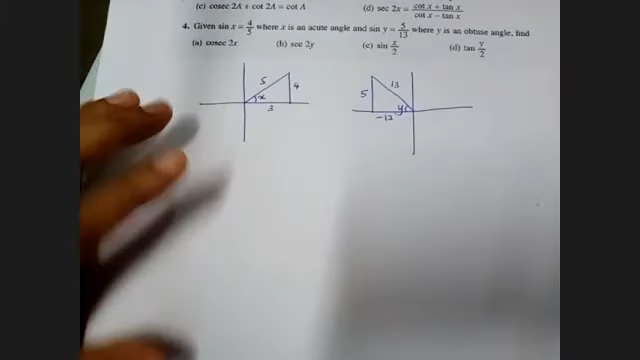 (c) cosec 2A + cot 2A = cot A (d) sec 2x = cot x + tan x / cot x − tan x
4. Given sin x = 4/5 where x is an acute angle and sin y = 5/13 where y is an obtuse angle, find
(a) cosec 2x (b) sec 2y (c) sin x/2 (d) tan y/2
5 4 x 3
13 5 y -12